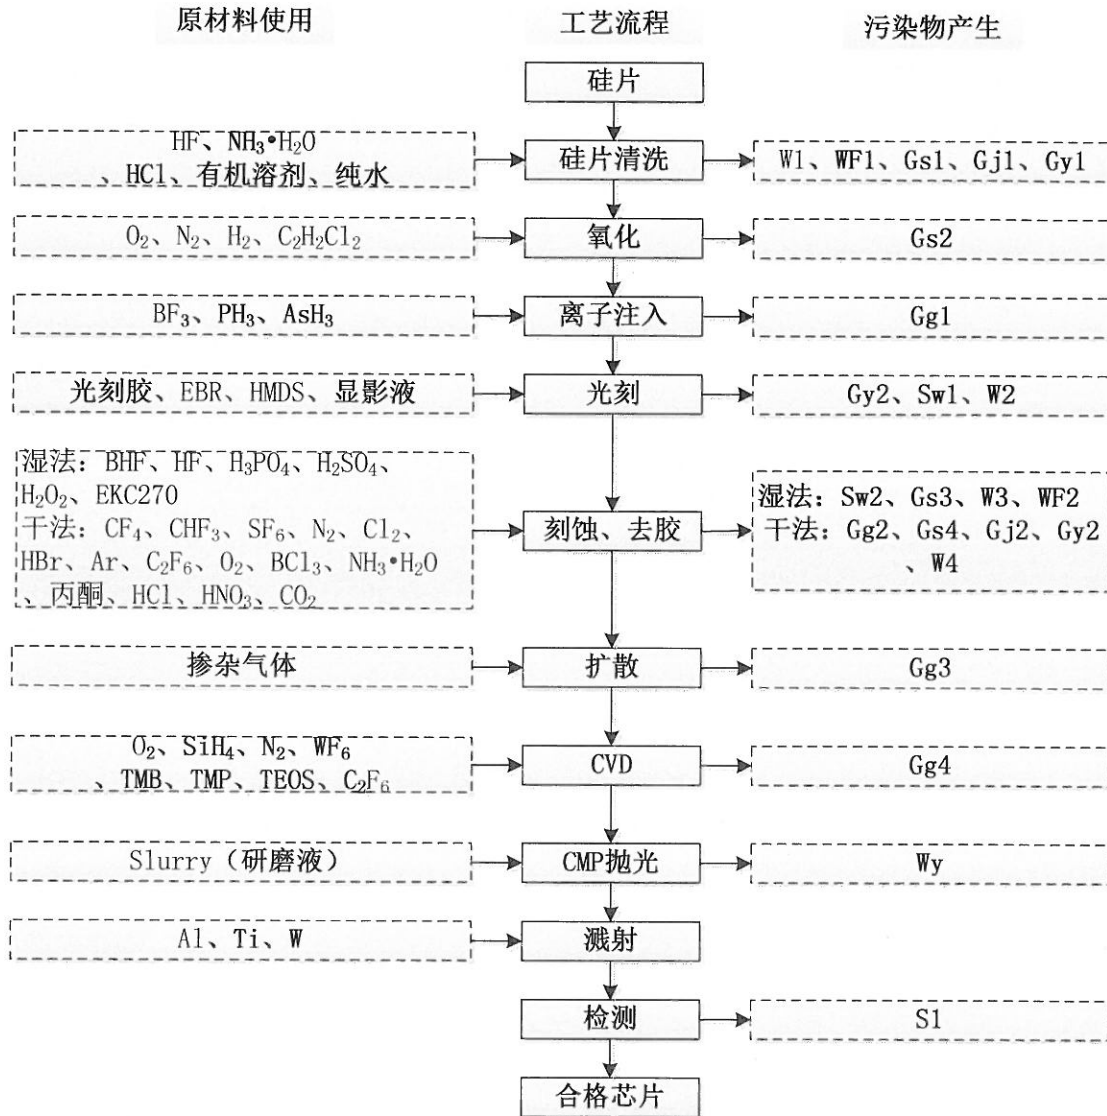 原材料使用
工艺流程
污染物产生
硅片
HF、NH₃•H₂O
、HCl、有机溶剂、纯水
硅片清洗
W1、WF1、Gs1、Gj1、Gy1
O₂、N₂、H₂、C₂H₂Cl₂
氧化
Gs2
BF₃、PH₃、AsH₃
离子注入
Gg1
光刻胶、EBR、HMDS、显影液
光刻
Gy2、Sw1、W2
湿法：BHF、HF、H₃PO₄、H₂SO₄、
H₂O₂、EKC270
干法：CF₄、CHF₃、SF₆、N₂、Cl₂、
HBr、Ar、C₂F₆、O₂、BCl₃、NH₃•H₂O
、丙酮、HCl、HNO₃、CO₂
刻蚀、去胶
湿法：Sw2、Gs3、W3、WF2
干法：Gg2、Gs4、Gj2、Gy2
、W4
掺杂气体
扩散
Gg3
O₂、SiH₄、N₂、WF₆
、TMB、TMP、TEOS、C₂F₆
CVD
Gg4
Slurry（研磨液）
CMP抛光
Wy
Al、Ti、W
溅射
检测
S1
合格芯片